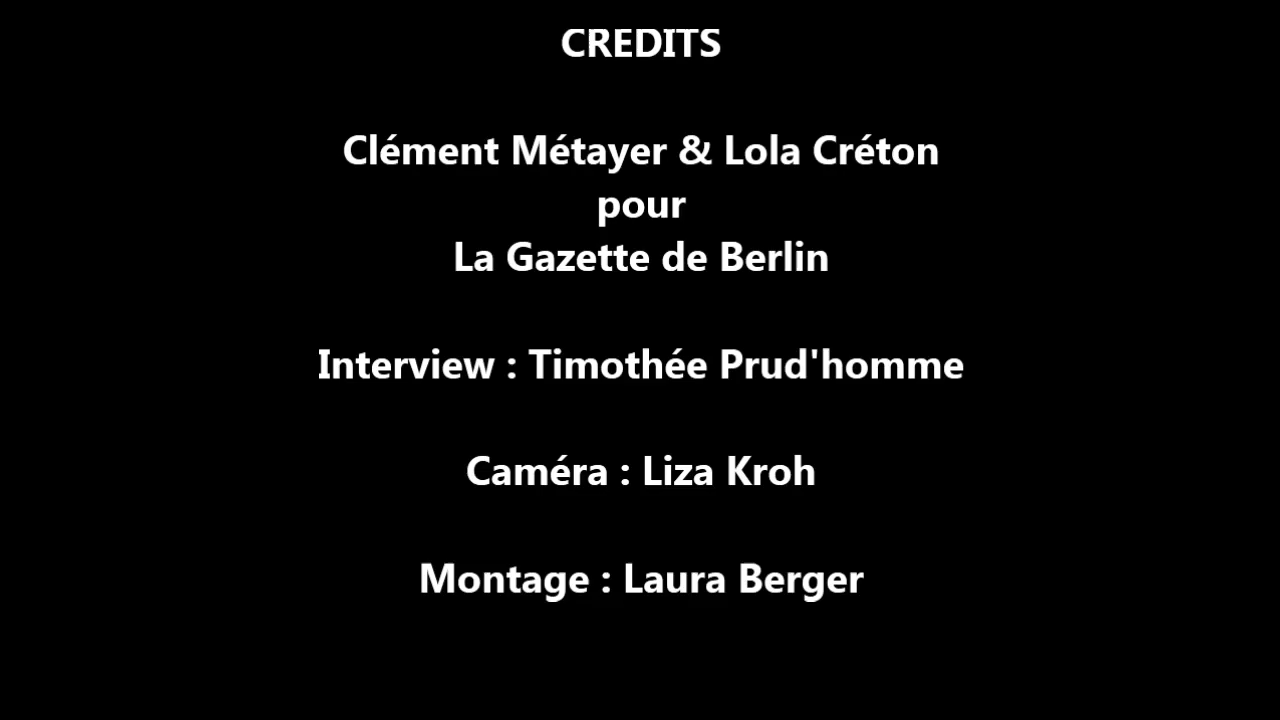 CREDITS
Clément Métayer & Lola Créton
pour
La Gazette de Berlin
Interview : Timothée Prud'homme
Caméra : Liza Kroh
Montage : Laura Berger